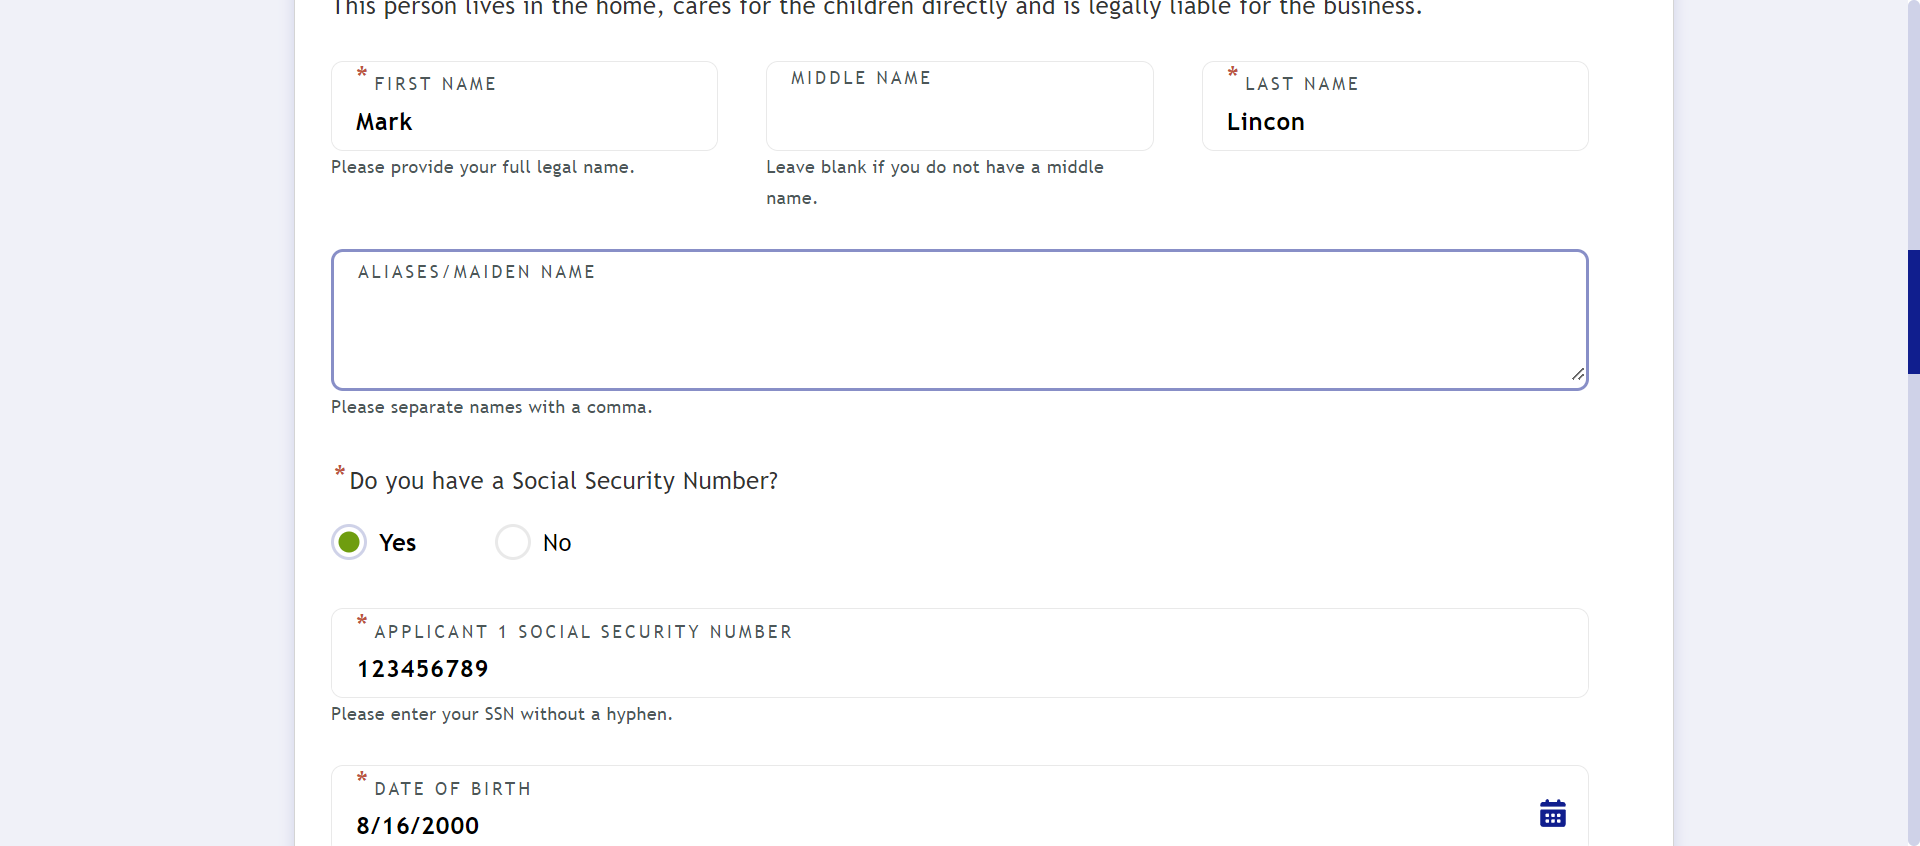 This person lives in the home, cares for the children directly and is legally liable for the business.
* FIRST NAME
Mark
Please provide your full legal name.
MIDDLE NAME
Leave blank if you do not have a middle
name.
* LAST NAME
Lincon
ALIASES/MAIDEN NAME
Please separate names with a comma.
* Do you have a Social Security Number?
Yes
No
* APPLICANT 1 SOCIAL SECURITY NUMBER
123456789
Please enter your SSN without a hyphen.
* DATE OF BIRTH
8/16/2000